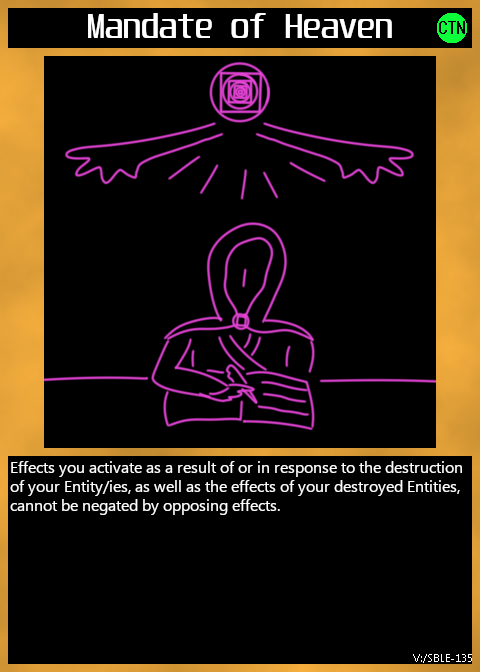 Mandate of Heaven
CTN
Effects you activate as a result of or in response to the destruction
of your Entity/ies, as well as the effects of your destroyed Entities,
cannot be negated by opposing effects.
V:/SBLE-135